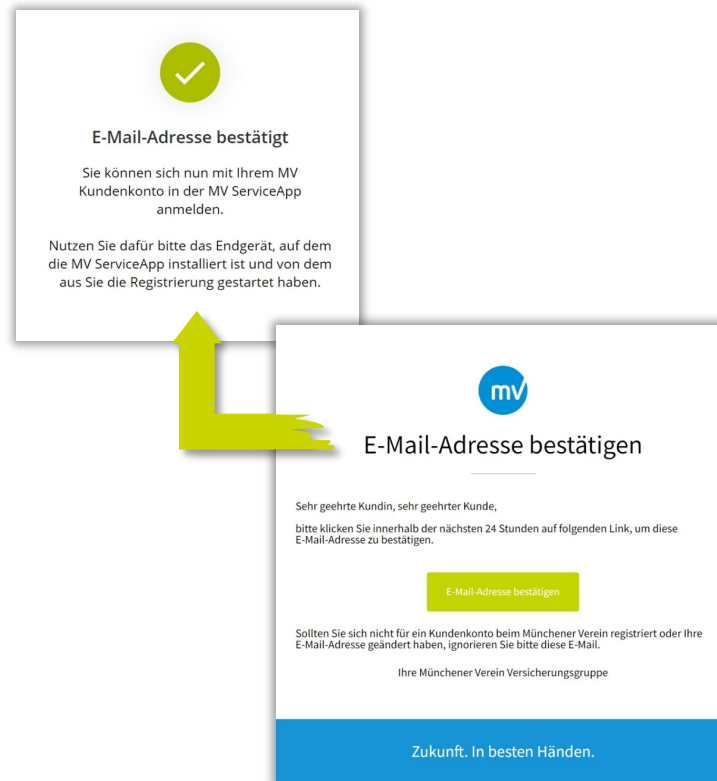 E-Mail-Adresse bestätigt
Sie können sich nun mit Ihrem MV
Kundenkonto in der MV ServiceApp
anmelden.
Nutzen Sie dafür bitte das Endgerät, auf dem
die MV ServiceApp installiert ist und von dem
aus Sie die Registrierung gestartet haben.
mv
E-Mail-Adresse bestätigen
Sehr geehrte Kundin, sehr geehrter Kunde,
bitte klicken Sie innerhalb der nächsten 24 Stunden auf folgenden Link, um diese
E-Mail-Adresse zu bestätigen.
E-Mail-Adresse bestätigen
Sollten Sie sich nicht für ein Kundenkonto beim Münchener Verein registriert oder Ihre
E-Mail-Adresse geändert haben, ignorieren Sie bitte diese E-Mail.
Ihre Münchener Verein Versicherungsgruppe
Zukunft. In besten Händen.